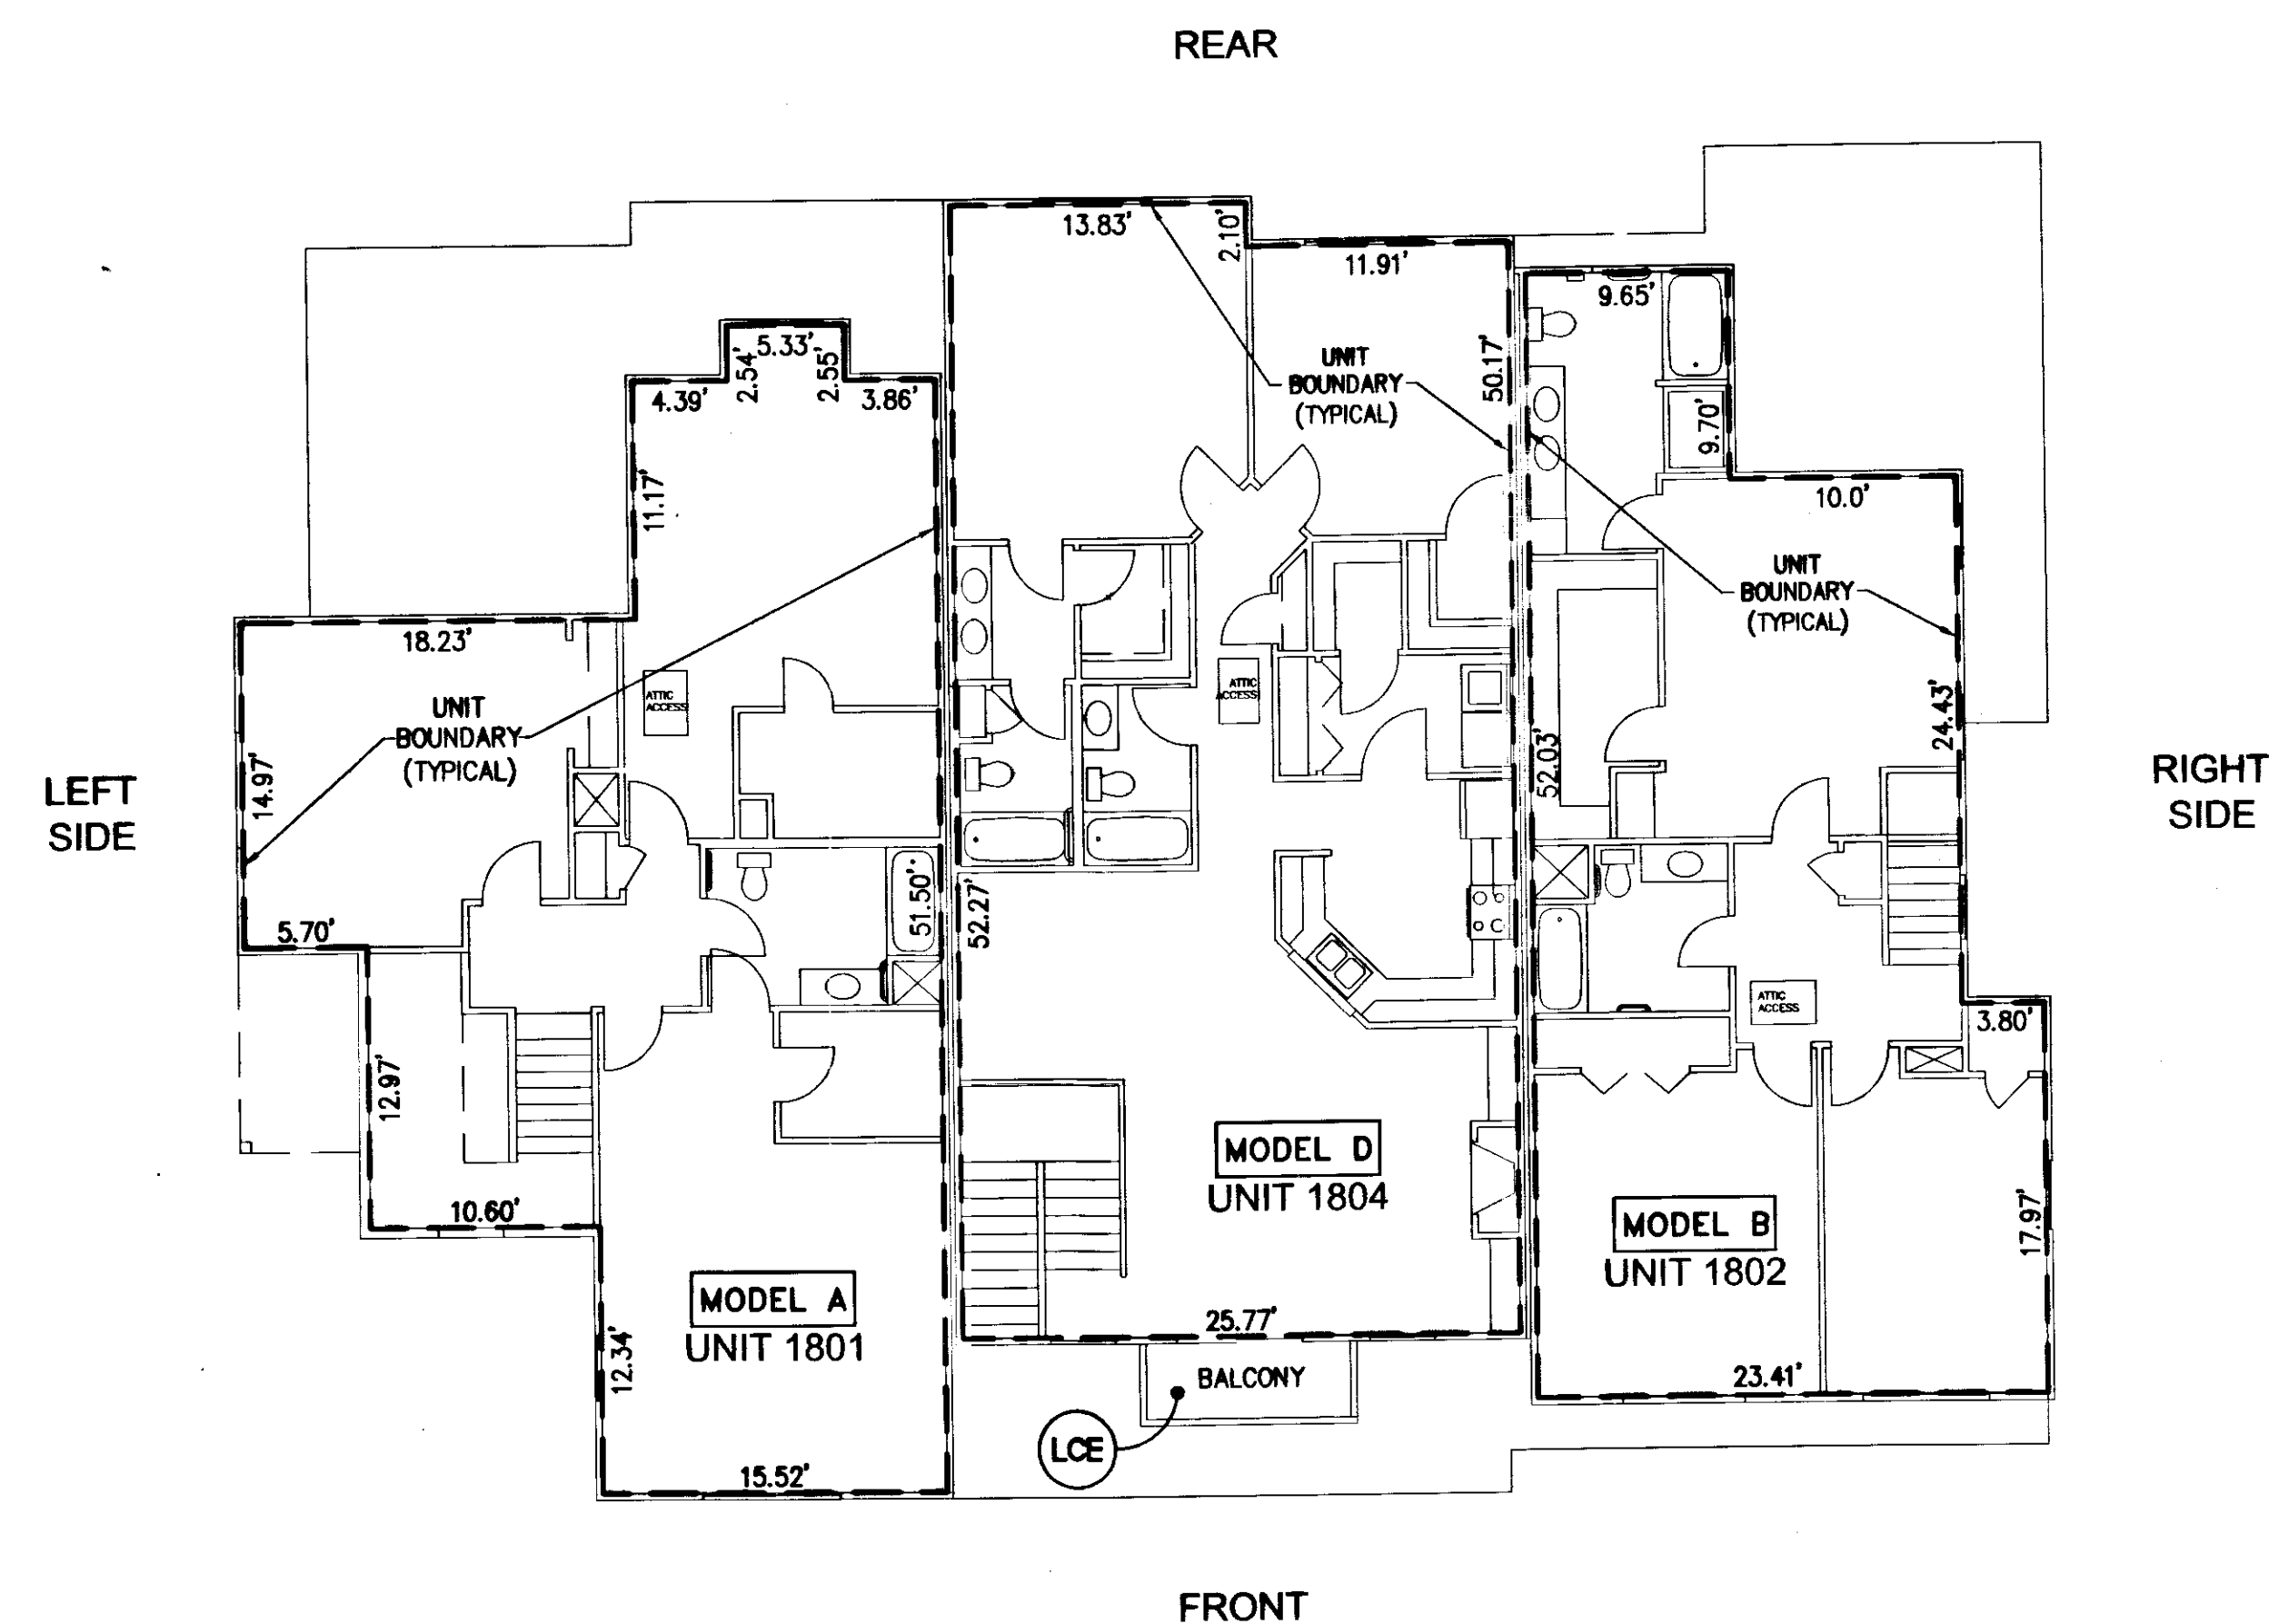 REAR
13.83'
2.10'
11.91'
9.65'
5.33'
2.54'
2.55'
4.39'
3.86'
UNIT
BOUNDARY
(TYPICAL)
50.17'
9.70'
11.17'
10.0'
UNIT
BOUNDARY
(TYPICAL)
18.23'
ATTIC
ACCESS
ATTIC
ACCESS
UNIT
BOUNDARY
(TYPICAL)
24.43'
52.03'
14.97'
LEFT
SIDE
RIGHT
SIDE
51.50'
52.27'
5.70'
ATTIC
ACCESS
3.80'
12.97'
MODEL D
UNIT 1804
10.60'
MODEL B
UNIT 1802
17.97'
MODEL A
UNIT 1801
25.77'
12.34'
BALCONY
23.41'
LCE
15.52'
FRONT